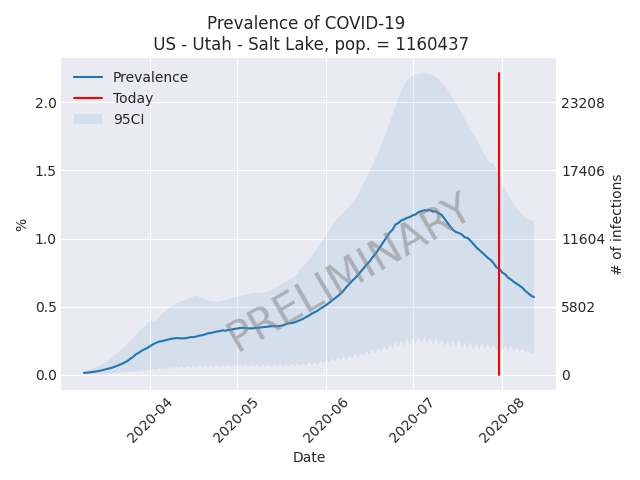 Prevalence of COVID-19
US - Utah - Salt Lake, pop. = 1160437
Prevalence
Today
95CI
PRELIMINARY
%
2.0
1.5
1.0
0.5
0.0
23208
17406
11604
5802
0
# of infections
2020-04
2020-05
2020-06
2020-07
2020-08
Date